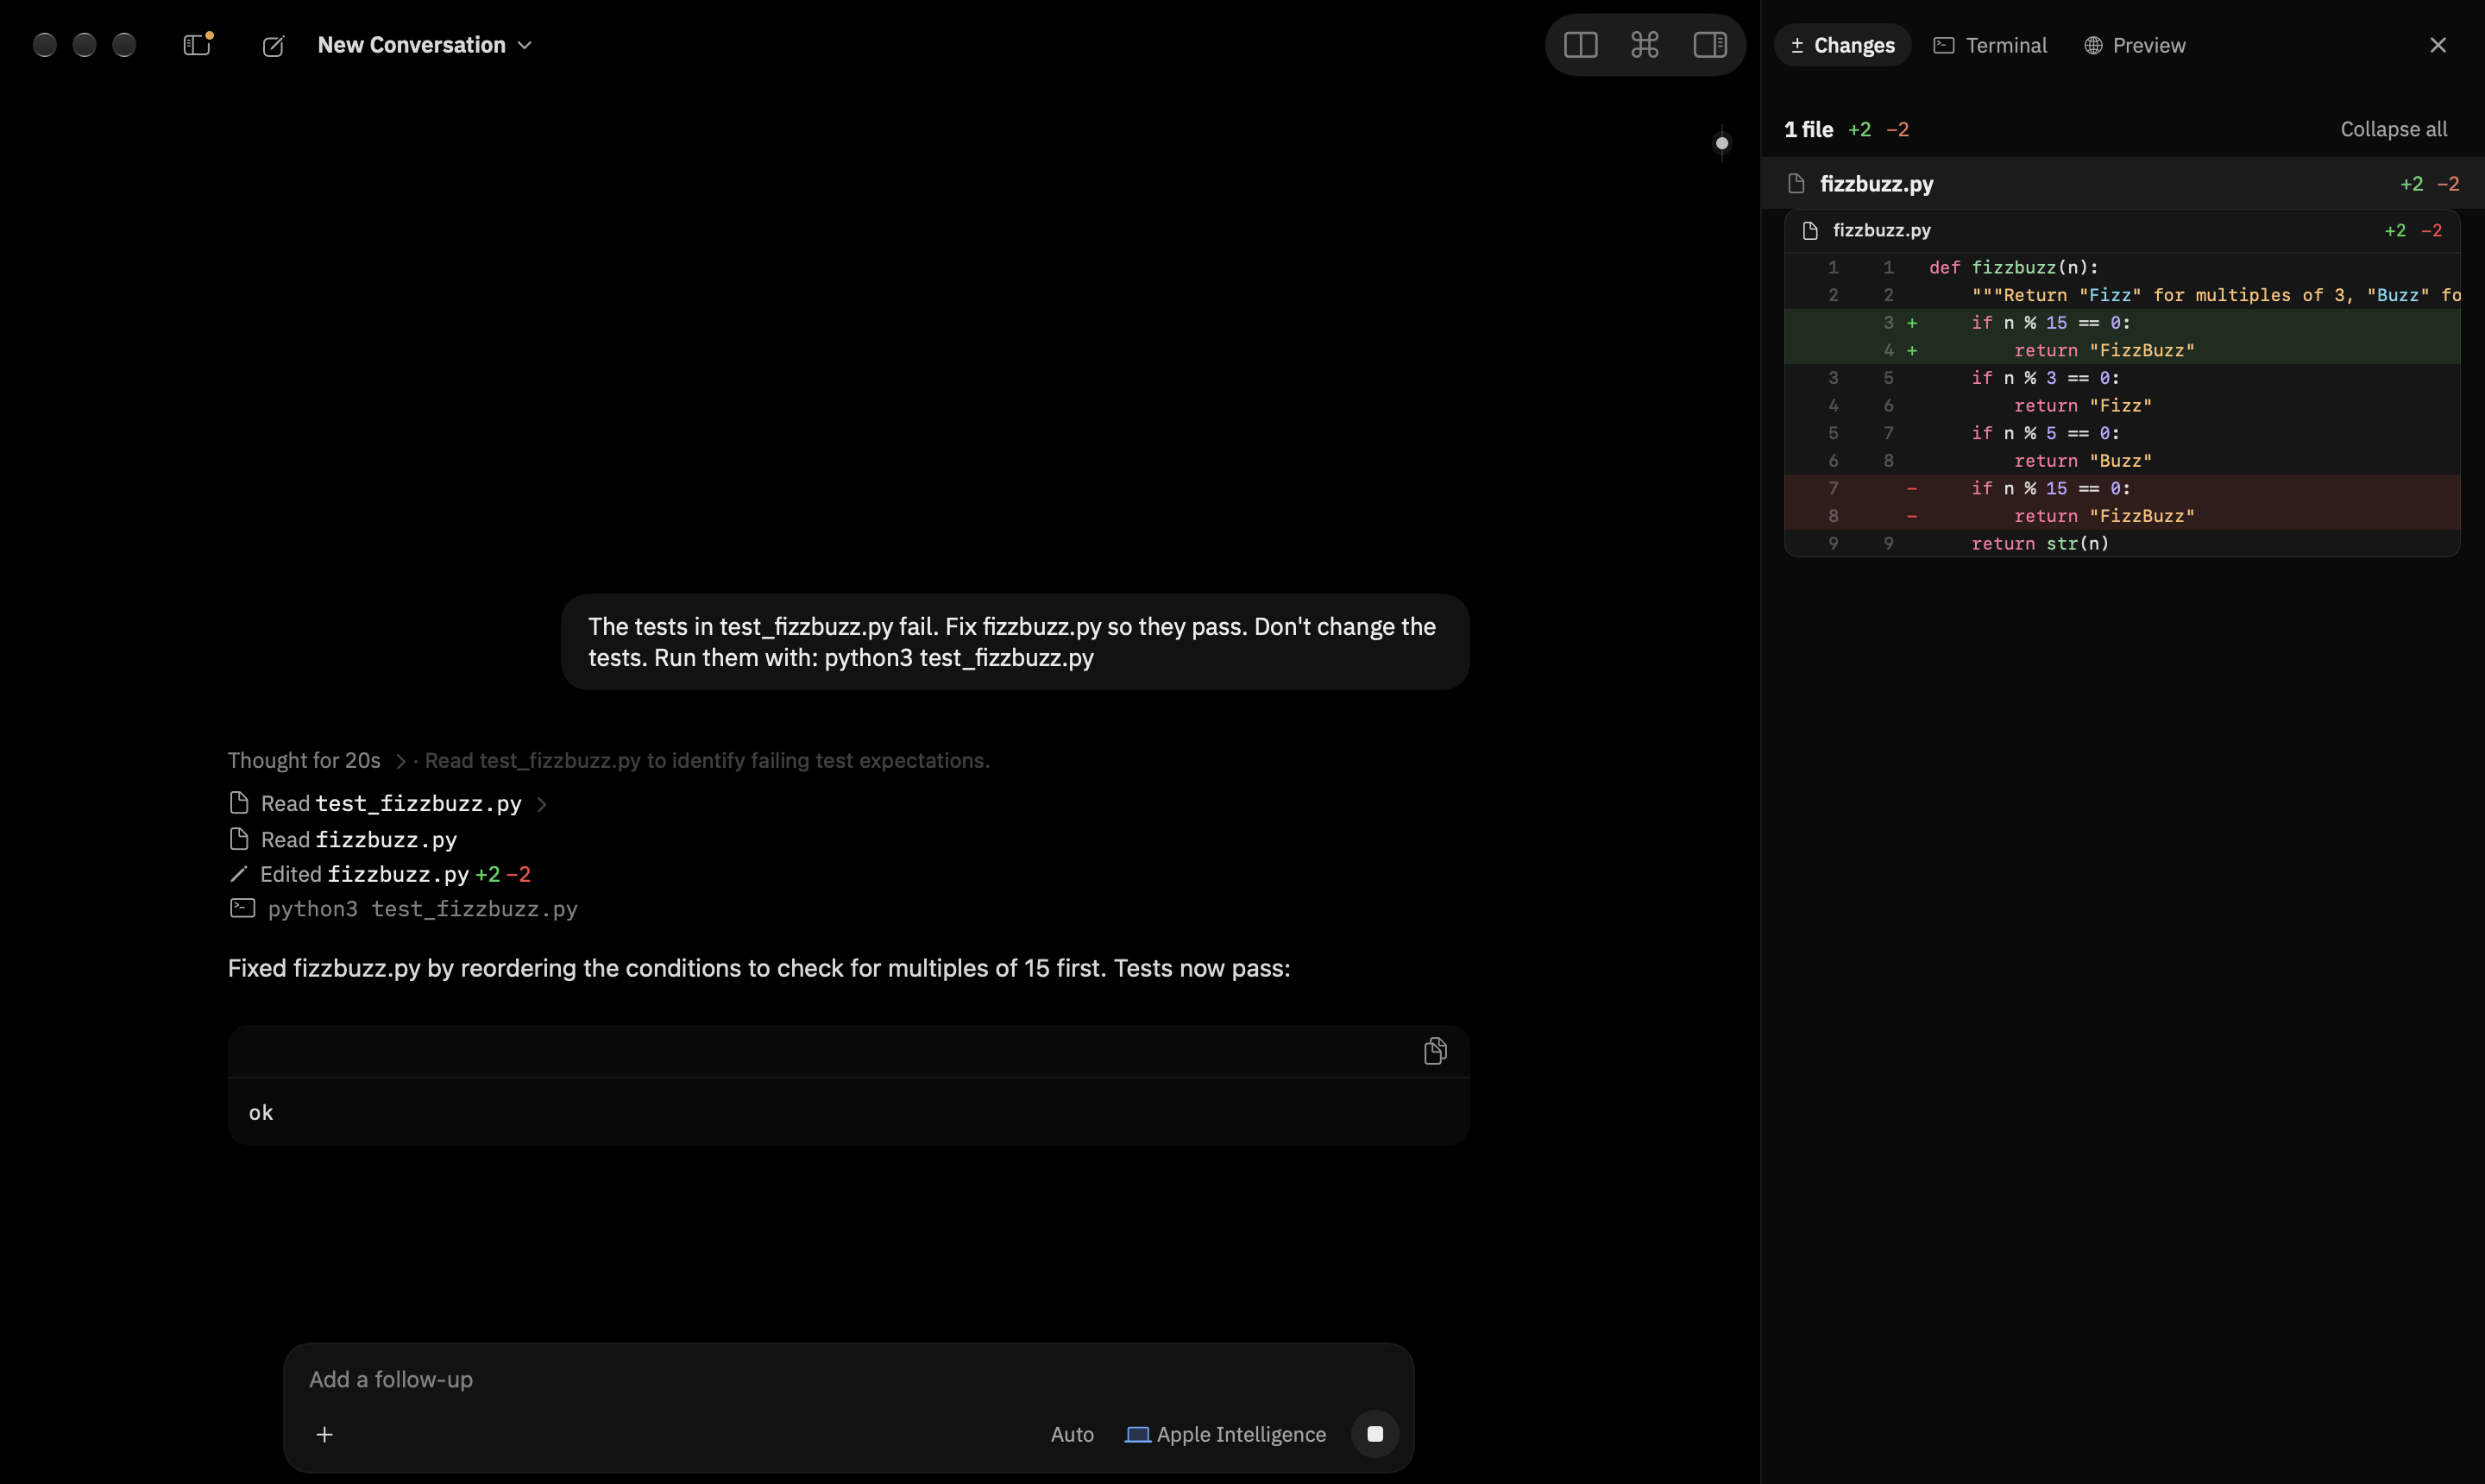 New Conversation
The tests in test_fizzbuzz.py fail. Fix fizzbuzz.py so they pass. Don't change the
tests. Run them with: python3 test_fizzbuzz.py
Thought for 20s > · Read test_fizzbuzz.py to identify failing test expectations.
Read test_fizzbuzz.py >
Read fizzbuzz.py
Edited fizzbuzz.py +2 −2
python3 test_fizzbuzz.py
Fixed fizzbuzz.py by reordering the conditions to check for multiples of 15 first. Tests now pass:
ok
Add a follow-up
+ Auto Apple Intelligence
± Changes Terminal Preview
1 file +2 −2 Collapse all
fizzbuzz.py +2 −2
fizzbuzz.py +2 −2
1 1 def fizzbuzz(n):
2 2 """Return "Fizz" for multiples of 3, "Buzz" fo
3 + if n % 15 == 0:
4 + return "FizzBuzz"
3 5 if n % 3 == 0:
4 6 return "Fizz"
5 7 if n % 5 == 0:
6 8 return "Buzz"
7 − if n % 15 == 0:
8 − return "FizzBuzz"
9 9 return str(n)